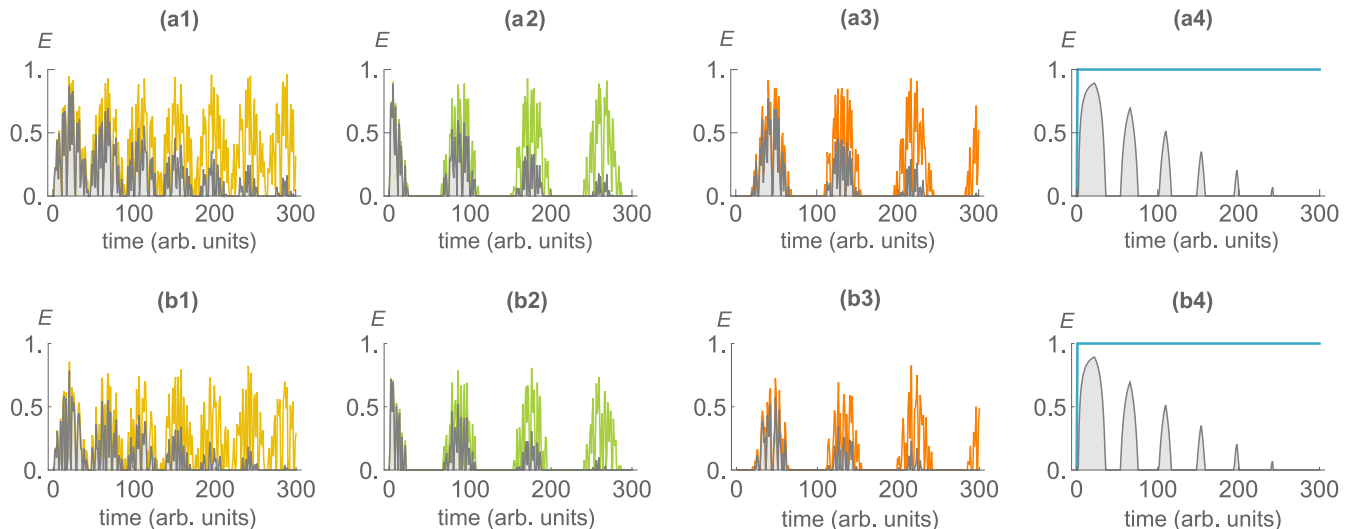 (a1) (a2) (a3) (a4)
E E E E
1. 1. 1. 1.
0.5 0.5 0.5 0.5
0. 0. 0. 0.
0 100 200 300 0 100 200 300 0 100 200 300 0 100 200 300
time (arb. units) time (arb. units) time (arb. units) time (arb. units)
(b1) (b2) (b3) (b4)
E E E E
1. 1. 1. 1.
0.5 0.5 0.5 0.5
0. 0. 0. 0.
0 100 200 300 0 100 200 300 0 100 200 300 0 100 200 300
time (arb. units) time (arb. units) time (arb. units) time (arb. units)